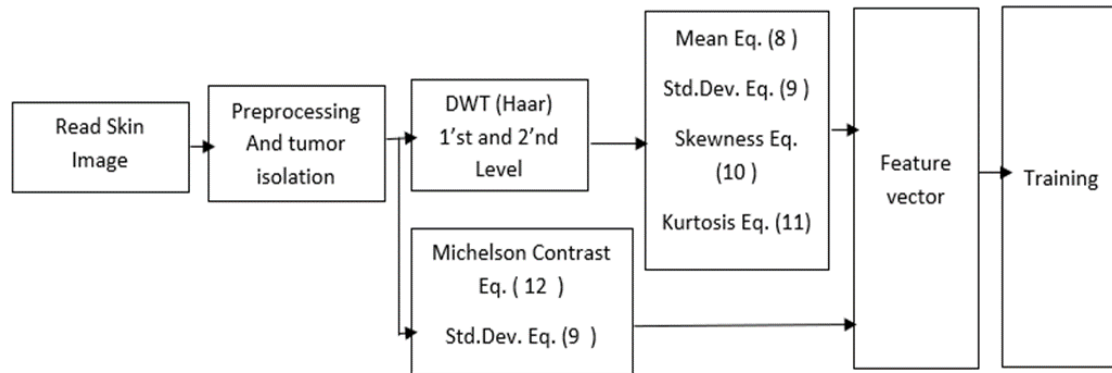 Read Skin
Image
Preprocessing
And tumor
isolation
DWT (Haar)
1'st and 2'nd
Level
Mean Eq. (8 )
Std.Dev. Eq. (9 )
Skewness Eq.
(10 )
Kurtosis Eq. (11)
Michelson Contrast
Eq. ( 12  )
Std.Dev. Eq. (9  )
Feature
vector
Training